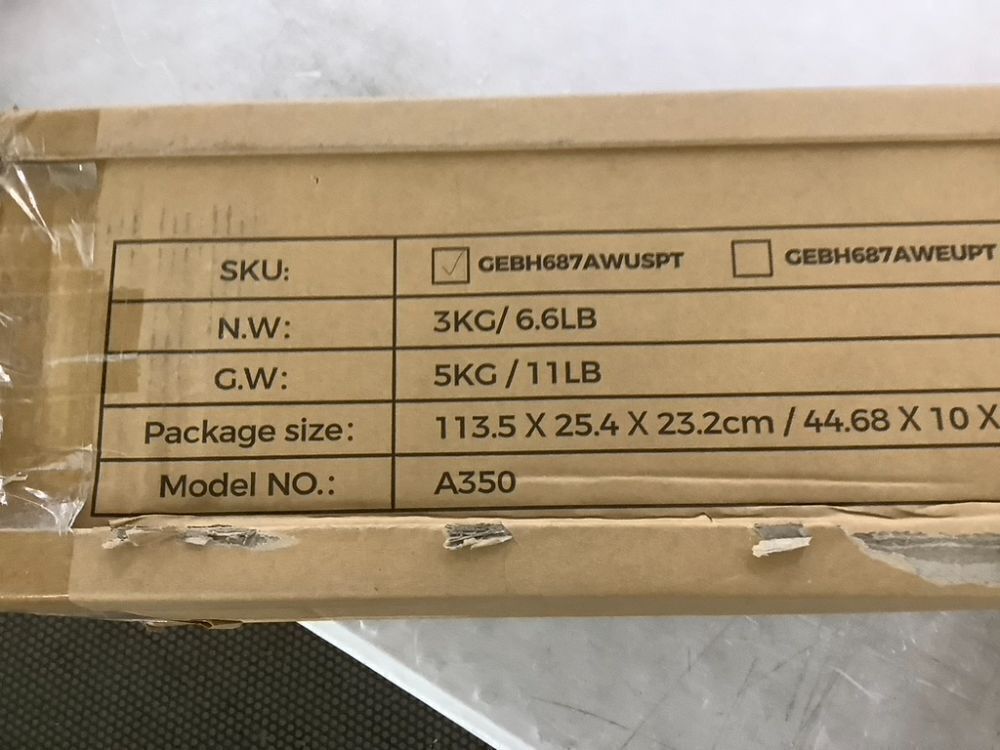 SKU: GEBH687AWUSPT GEBH687AWEUPT
N.W: 3KG/ 6.6LB
G.W: 5KG / 11LB
Package size: 113.5 X 25.4 X 23.2cm / 44.68 X 10 X
Model NO.: A350